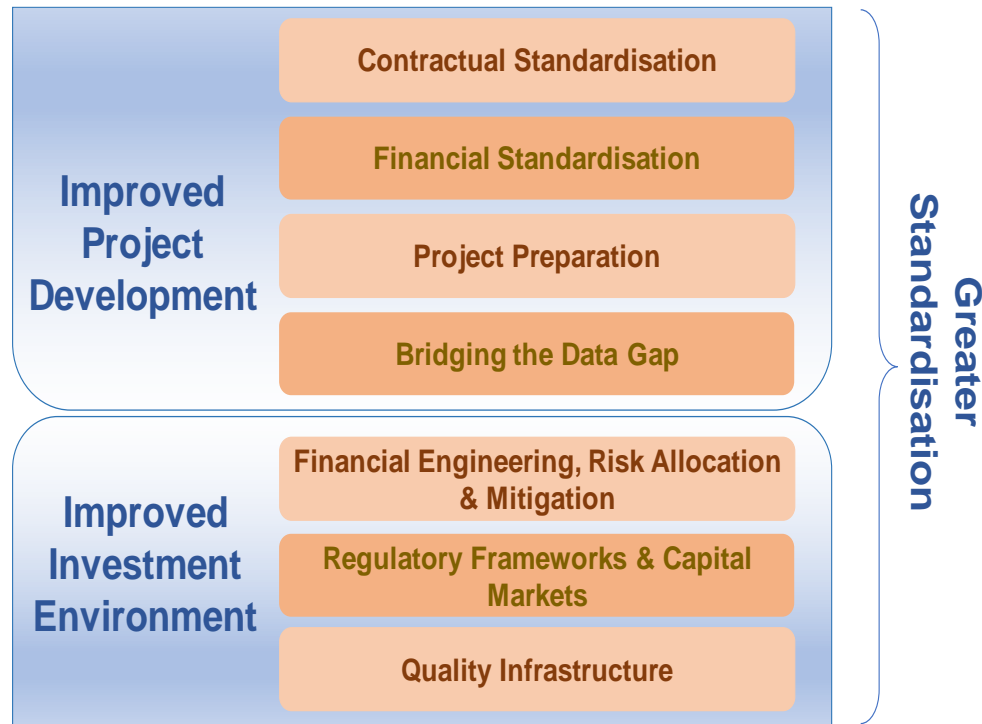 Improved
Project
Development
Contractual Standardisation
Financial Standardisation
Project Preparation
Bridging the Data Gap
Improved
Investment
Environment
Financial Engineering, Risk Allocation
& Mitigation
Regulatory Frameworks & Capital
Markets
Quality Infrastructure
Greater
Standardisation